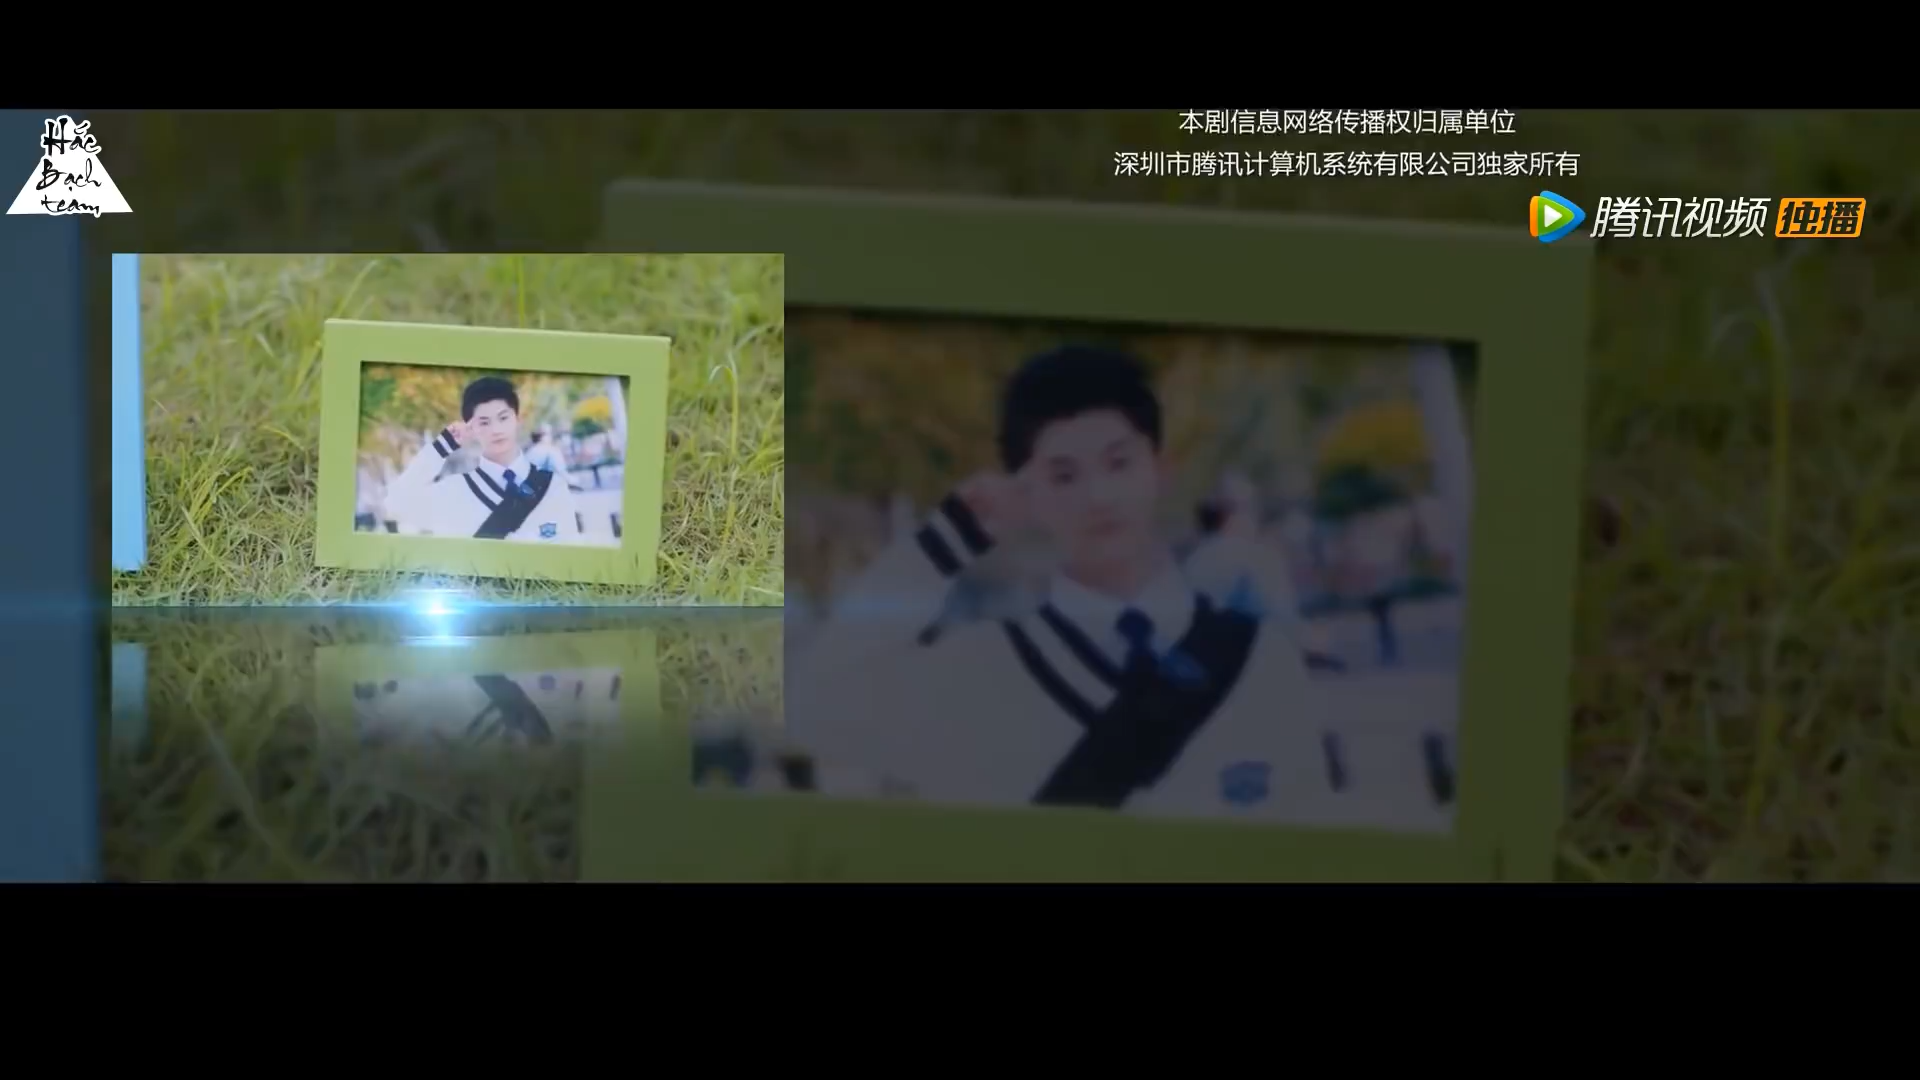 Hắc
Bạch
team
本剧信息网络传播权归属单位
深圳市腾讯计算机系统有限公司独家所有
腾讯视频 独播